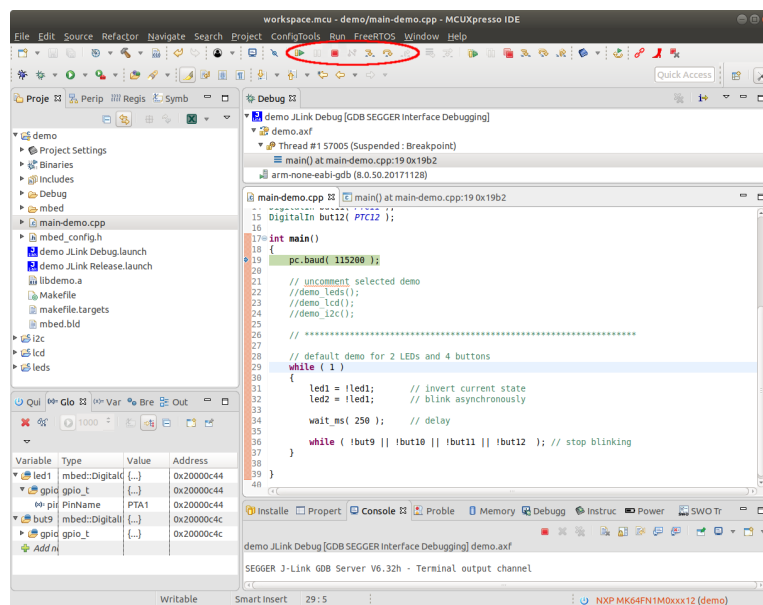 workspace.mcu - demo/main-demo.cpp - MCUXpresso IDE
File Edit Source Refactor Navigate Search Project ConfigTools Run FreeRTOS Window Help
Quick Access
Proje Perip Regis Symb
demo
Project Settings
Binaries
Includes
Debug
mbed
main-demo.cpp
mbed_config.h
demo JLink Debug.launch
demo JLink Release.launch
libdemo.a
Makefile
makefile.targets
mbed.bld
i2c
lcd
leds
Debug
demo JLink Debug [GDB SEGGER Interface Debugging]
demo.axf
Thread #1 57005 (Suspended : Breakpoint)
main() at main-demo.cpp:19 0x19b2
arm-none-eabi-gdb (8.0.50.20171128)
main-demo.cpp main() at main-demo.cpp:19 0x19b2
15 DigitalIn but12( PTC12 );
16
17 int main()
18 {
19 pc.baud( 115200 );
20
21 // uncomment selected demo
22 //demo_leds();
23 //demo_lcd();
24 //demo_i2c();
25
26 // ******************************************************************
27
28 // default demo for 2 LEDs and 4 buttons
29 while ( 1 )
30 {
31 led1 = !led1; // invert current state
32 led2 = !led2; // blink asynchronously
33
34 wait_ms( 250 ); // delay
35
36 while ( !but9 || !but10 || !but11 || !but12 ); // stop blinking
37 }
38
39 }
40
Qui Glo Var Bre Out
1000
Variable Type Value Address
led1 mbed::Digital( {...} 0x20000c44
gpio gpio_t {...} 0x20000c44
pin PinName PTA1 0x20000c44
but9 mbed::DigitalI {...} 0x20000c4c
gpio gpio_t {...} 0x20000c4c
Add
Installe Propert Console Proble Memory Debugg Instruc Power SWO Tr
demo JLink Debug [GDB SEGGER Interface Debugging] demo.axf
SEGGER J-Link GDB Server V6.32h - Terminal output channel
Writable Smart Insert 29 : 5 NXP MK64FN1M0xxx12 (demo)